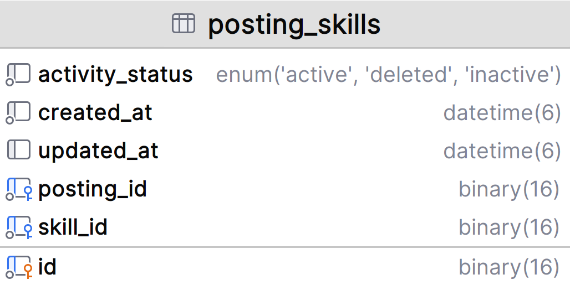 posting_skills
activity_status enum('active', 'deleted', 'inactive')
created_at datetime(6)
updated_at datetime(6)
posting_id binary(16)
skill_id binary(16)
id binary(16)